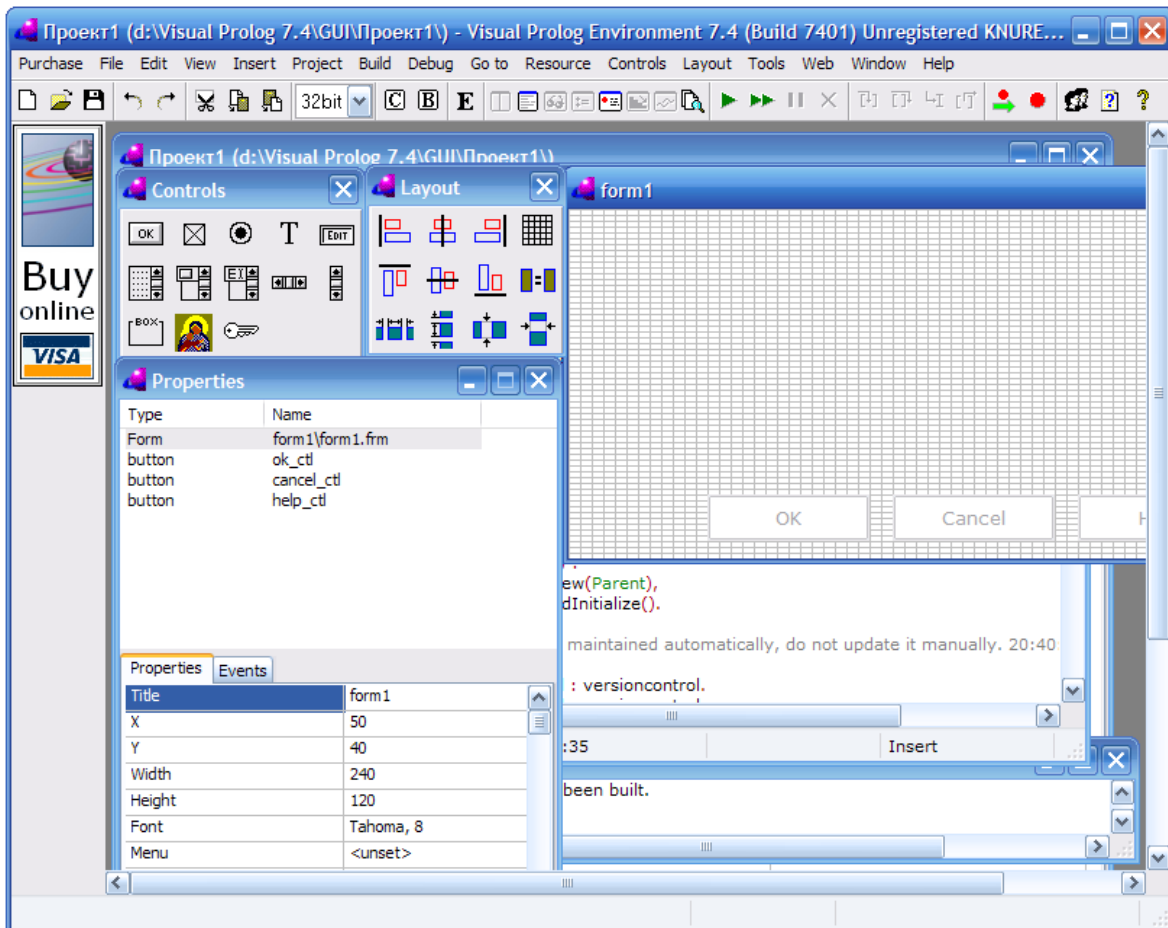 Проект1 (d:\Visual Prolog 7.4\GUI\Проект1\) - Visual Prolog Environment 7.4 (Build 7401) Unregistered KNURE...
Purchase File Edit View Insert Project Build Debug Go to Resource Controls Layout Tools Web Window Help
32bit C B E
Проект1 (d:\Visual Prolog 7.4\GUI\Проект1\)
Buy
online
VISA
Controls
OK T EDIT
BOX
Layout
form1
OK Cancel
Properties
Type Name
Form form1\form1.frm
button ok_ctl
button cancel_ctl
button help_ctl
Properties Events
Title form1
X 50
Y 40
Width 240
Height 120
Font Tahoma, 8
Menu <unset>
ew(Parent),
dInitialize().
maintained automatically, do not update it manually. 20:40
: versioncontrol.
:35 Insert
been built.